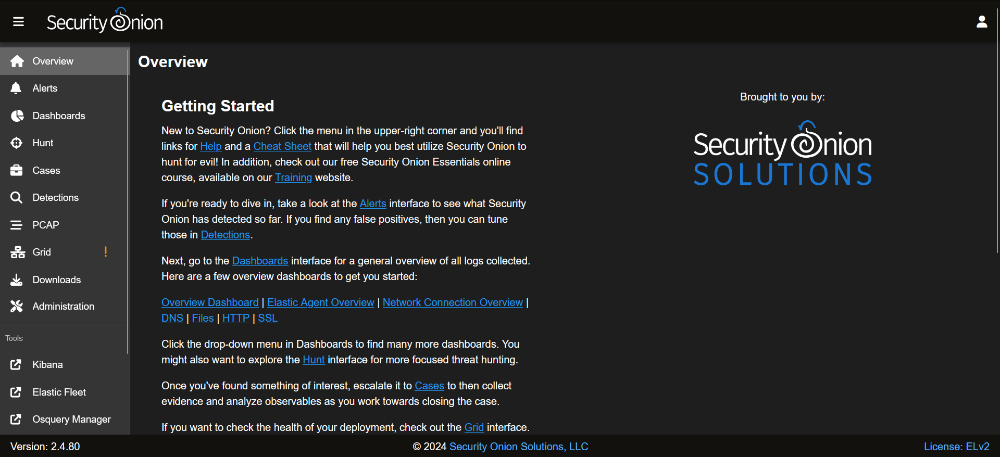 Security Onion
Overview
Alerts
Dashboards
Hunt
Cases
Detections
PCAP
Grid !
Downloads
Administration
Tools
Kibana
Elastic Fleet
Osquery Manager
Overview
Getting Started
New to Security Onion? Click the menu in the upper-right corner and you'll find
links for Help and a Cheat Sheet that will help you best utilize Security Onion to
hunt for evil! In addition, check out our free Security Onion Essentials online
course, available on our Training website.
If you're ready to dive in, take a look at the Alerts interface to see what Security
Onion has detected so far. If you find any false positives, then you can tune
those in Detections.
Next, go to the Dashboards interface for a general overview of all logs collected.
Here are a few overview dashboards to get you started:
Overview Dashboard | Elastic Agent Overview | Network Connection Overview |
DNS | Files | HTTP | SSL
Click the drop-down menu in Dashboards to find many more dashboards. You
might also want to explore the Hunt interface for more focused threat hunting.
Once you've found something of interest, escalate it to Cases to then collect
evidence and analyze observables as you work towards closing the case.
If you want to check the health of your deployment, check out the Grid interface.
Brought to you by:
Security Onion
SOLUTIONS
Version: 2.4.80
© 2024 Security Onion Solutions, LLC
License: ELv2